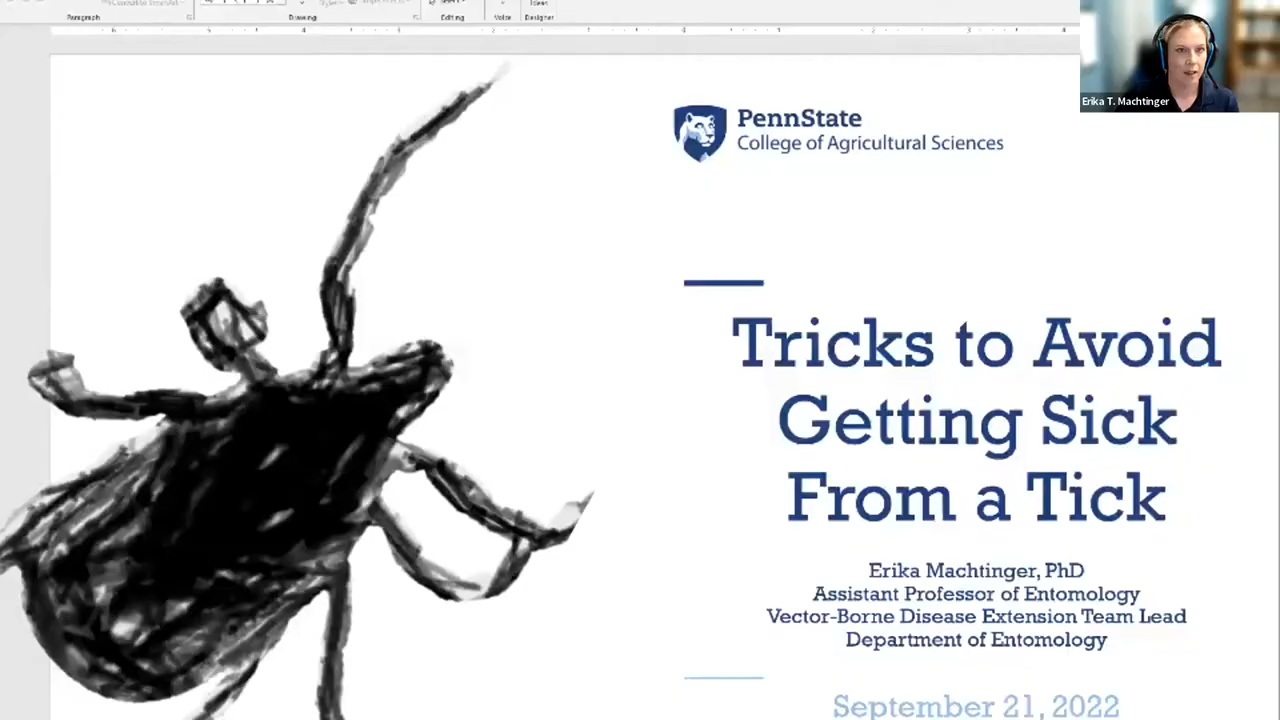 Paragraph
Drawing
Editing
Voice
Designer
Erika T. Machtinger
PennState
College of Agricultural Sciences
Tricks to Avoid
Getting Sick
From a Tick
Erika Machtinger, PhD
Assistant Professor of Entomology
Vector-Borne Disease Extension Team Lead
Department of Entomology
September 21, 2022